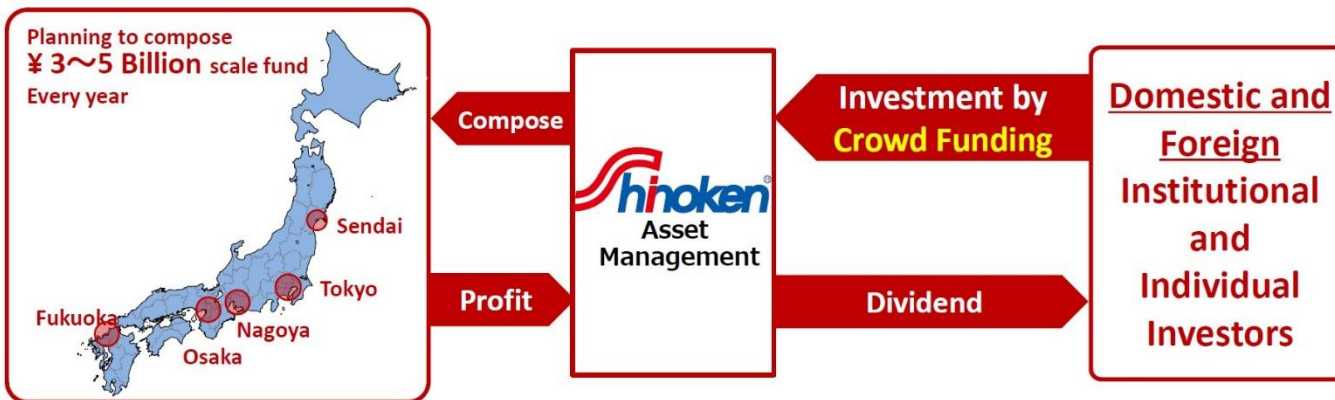 Planning to compose
¥ 3～5 Billion scale fund
Every year
Sendai
Tokyo
Nagoya
Osaka
Fukuoka
Compose
Profit
Shinoken®
Asset
Management
Investment by
Crowd Funding
Dividend
Domestic and
Foreign
Institutional
and
Individual
Investors